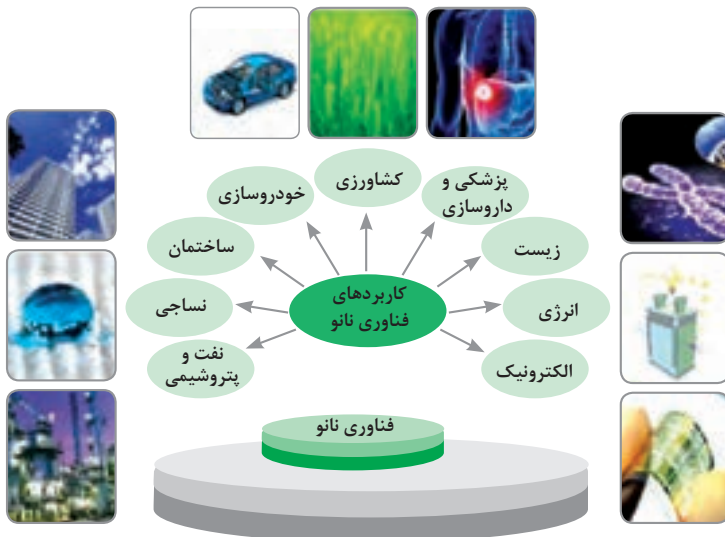 کشاورزی
پزشکی و
داروسازی
خودروسازی
زیست
ساختمان
کاربردهای
فناوری نانو
انرژی
نساجی
الکترونیک
نفت و
پتروشیمی
فناوری نانو